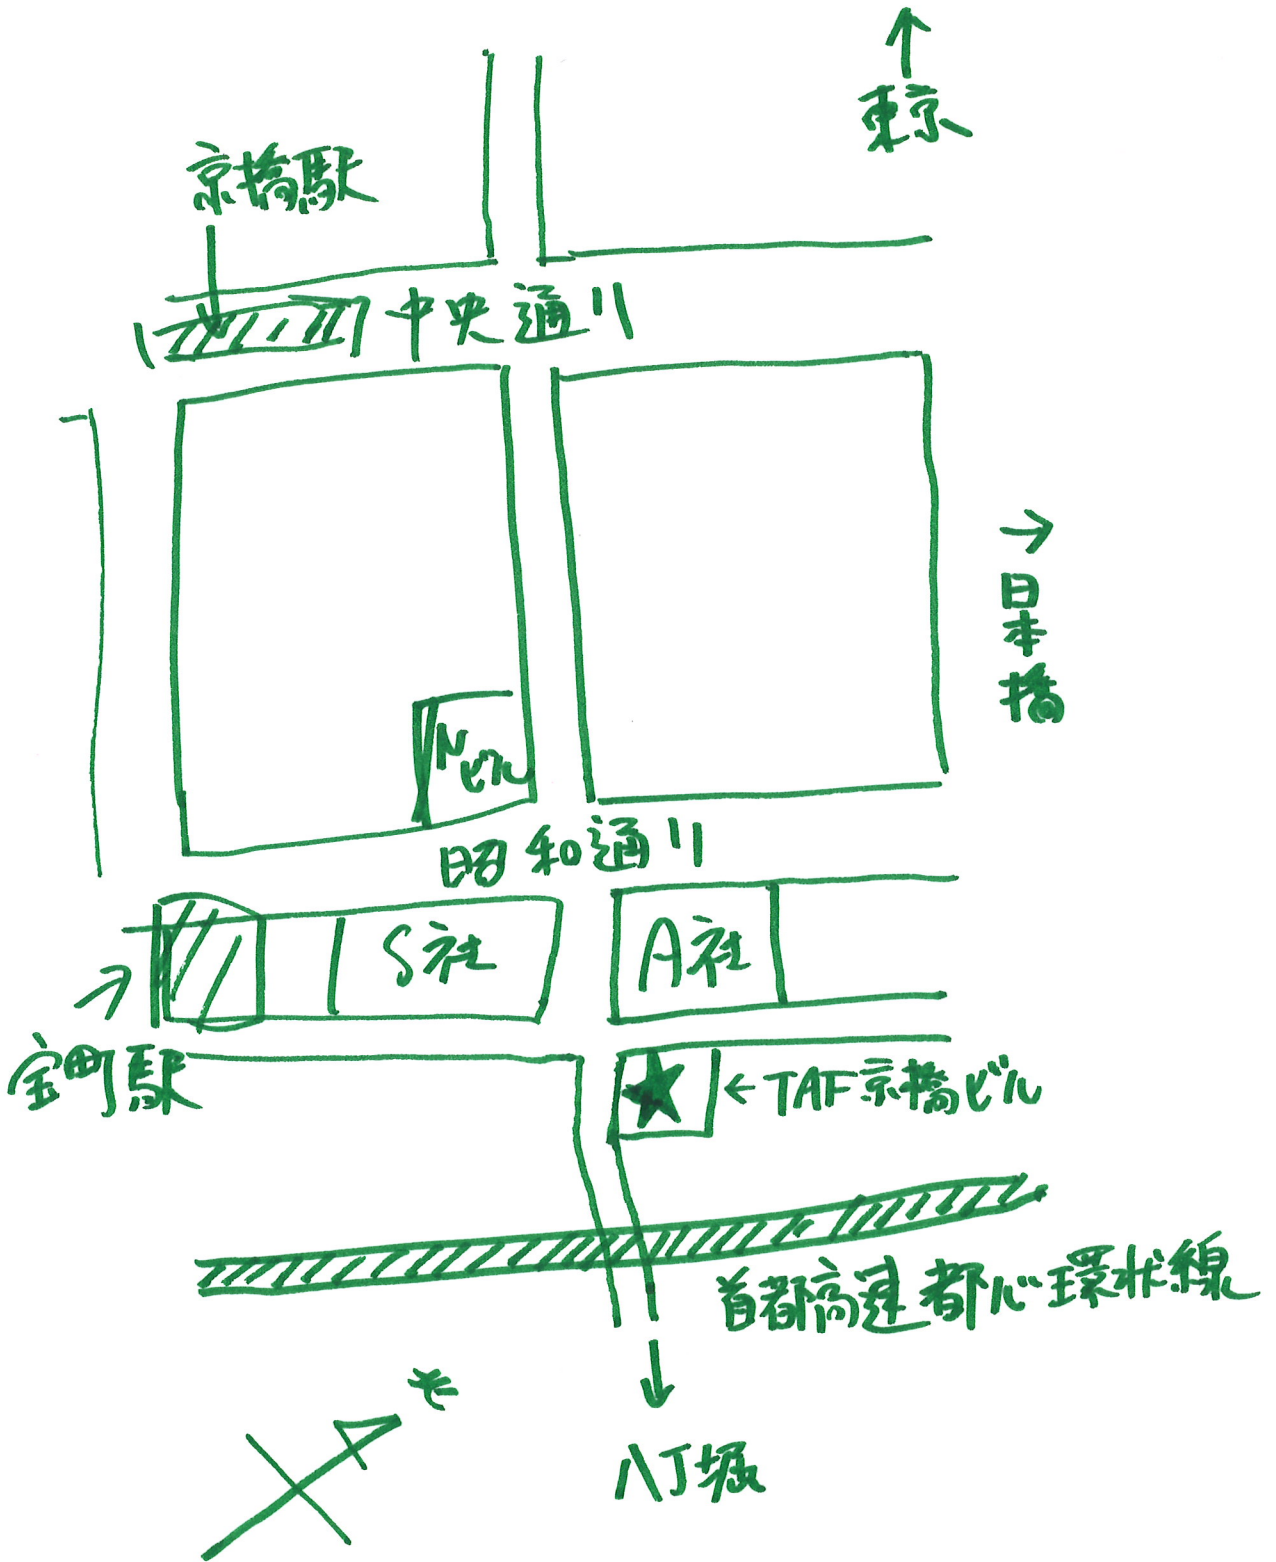 東京
京橋駅
中央通り
日本橋
Nビル
昭和通り
S社
A社
宝町駅
TAF京橋ビル
首都高速都心環状線
北
八丁堀